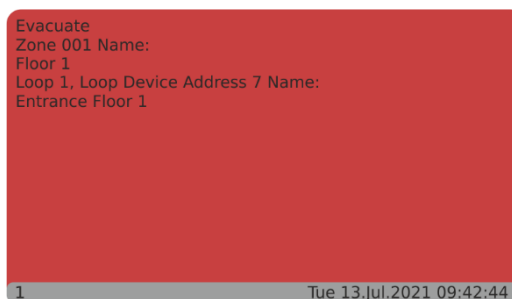 Evacuate
Zone 001 Name:
Floor 1
Loop 1, Loop Device Address 7 Name:
Entrance Floor 1
1 Tue 13.Jul.2021 09:42:44